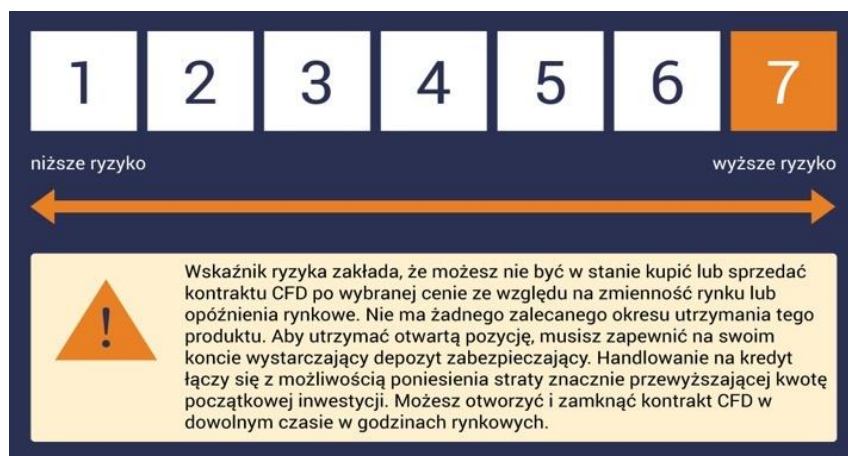 1 2 3 4 5 6 7
niższe ryzyko wyższe ryzyko
!
Wskaźnik ryzyka zakłada, że możesz nie być w stanie kupić lub sprzedać
kontraktu CFD po wybranej cenie ze względu na zmienność rynku lub
opóźnienia rynkowe. Nie ma żadnego zalecanego okresu utrzymania tego
produktu. Aby utrzymać otwartą pozycję, musisz zapewnić na swoim
koncie wystarczający depozyt zabezpieczający. Handlowanie na kredyt
łączy się z możliwością poniesienia straty znacznie przewyższającej kwotę
początkowej inwestycji. Możesz otworzyć i zamknąć kontrakt CFD w
dowolnym czasie w godzinach rynkowych.